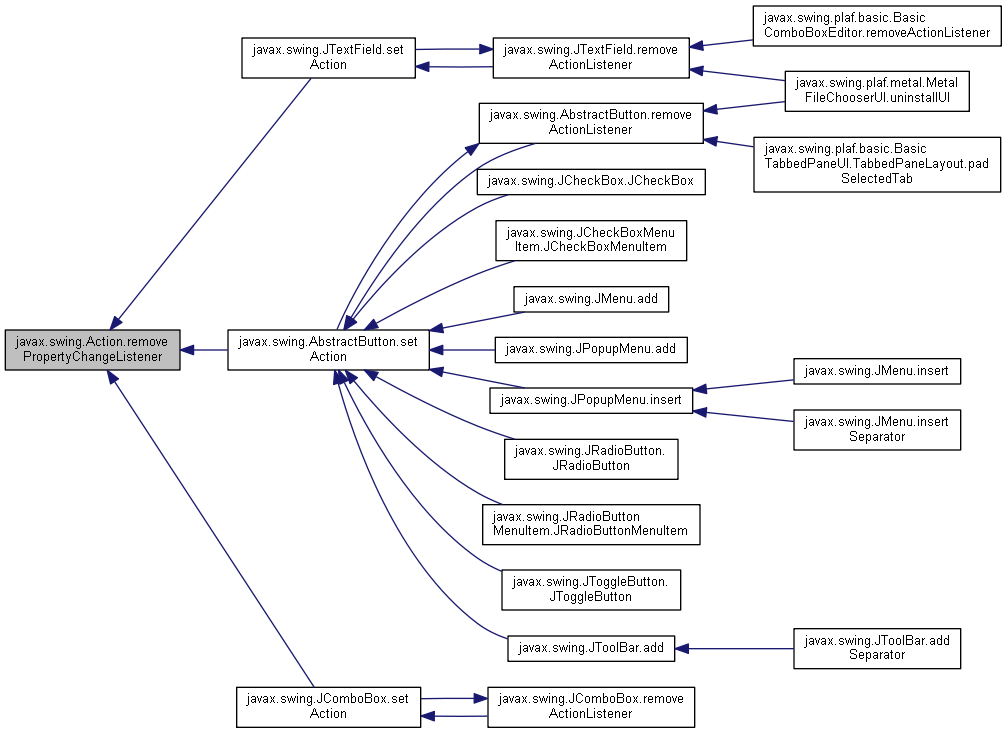 javax.swing.Action.remove
PropertyChangeListener
javax.swing.JTextField.set
Action
javax.swing.AbstractButton.set
Action
javax.swing.JComboBox.set
Action
javax.swing.JTextField.remove
ActionListener
javax.swing.AbstractButton.remove
ActionListener
javax.swing.JCheckBox.JCheckBox
javax.swing.JCheckBoxMenu
Item.JCheckBoxMenuItem
javax.swing.JMenu.add
javax.swing.JPopupMenu.add
javax.swing.JPopupMenu.insert
javax.swing.JRadioButton.
JRadioButton
javax.swing.JRadioButton
MenuItem.JRadioButtonMenuItem
javax.swing.JToggleButton.
JToggleButton
javax.swing.JToolBar.add
javax.swing.JComboBox.remove
ActionListener
javax.swing.plaf.basic.Basic
ComboBoxEditor.removeActionListener
javax.swing.plaf.metal.Metal
FileChooserUI.uninstallUI
javax.swing.plaf.basic.Basic
TabbedPaneUI.TabbedPaneLayout.pad
SelectedTab
javax.swing.JMenu.insert
javax.swing.JMenu.insert
Separator
javax.swing.JToolBar.add
Separator